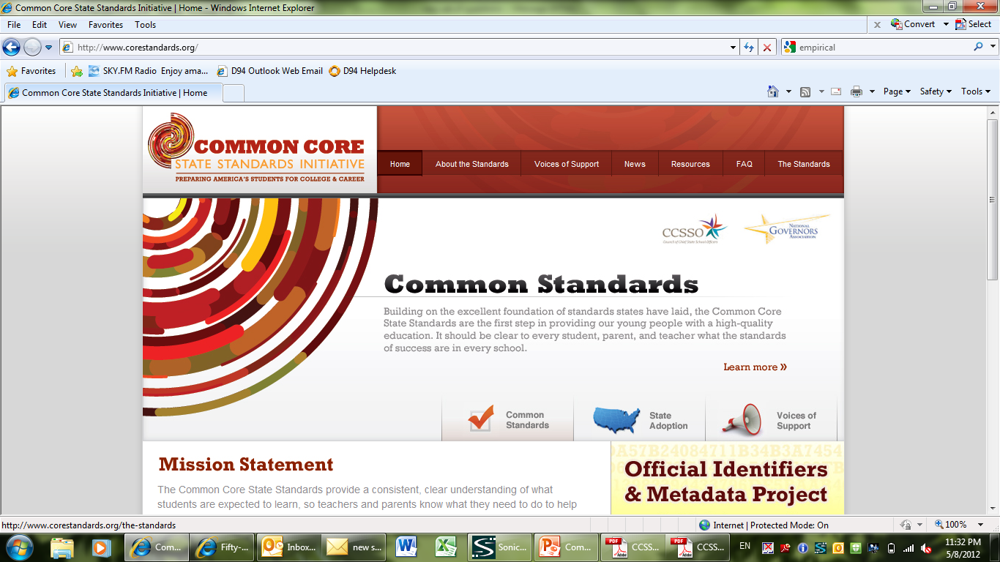 Common Core State Standards Initiative | Home - Windows Internet Explorer
File Edit View Favorites Tools
x Convert Select
http://www.corestandards.org/
empirical
Favorites SKY.FM Radio Enjoy ama... D94 Outlook Web Email D94 Helpdesk
Common Core State Standards Initiative | Home
Page Safety Tools
COMMON CORE
STATE STANDARDS INITIATIVE
PREPARING AMERICA'S STUDENTS FOR COLLEGE & CAREER
Home About the Standards Voices of Support News Resources FAQ The Standards
CCSSO
Council of Chief State School Officers
NATIONAL
GOVERNORS
ASSOCIATION
Common Standards
Building on the excellent foundation of standards states have laid, the Common Core
State Standards are the first step in providing our young people with a high-quality
education. It should be clear to every student, parent, and teacher what the standards
of success are in every school.
Learn more »
Common
Standards
State
Adoption
Voices of
Support
Mission Statement
The Common Core State Standards provide a consistent, clear understanding of what
students are expected to learn, so teachers and parents know what they need to do to help
Official Identifiers
& Metadata Project
http://www.corestandards.org/the-standards
Internet | Protected Mode: On
100%
Com... Fifty-... Inbox... new s... Sonic... Com... CCSS... CCSS...
EN
11:32 PM
5/8/2012